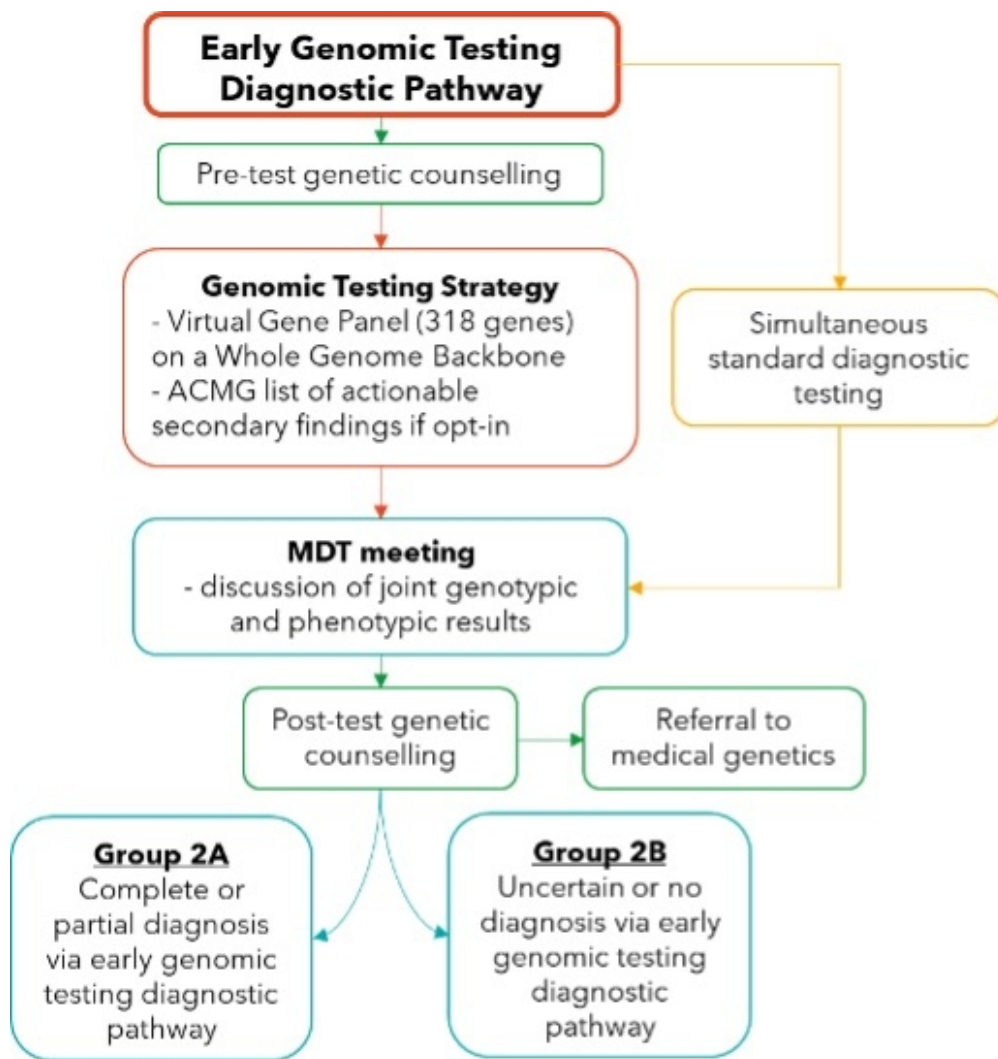 Early Genomic Testing
Diagnostic Pathway
Pre-test genetic counselling
Genomic Testing Strategy
- Virtual Gene Panel (318 genes)
on a Whole Genome Backbone
- ACMG list of actionable
secondary findings if opt-in
Simultaneous
standard diagnostic
testing
MDT meeting
- discussion of joint genotypic
and phenotypic results
Post-test genetic
counselling
Referral to
medical genetics
Group 2A
Complete or
partial diagnosis
via early genomic
testing diagnostic
pathway
Group 2B
Uncertain or no
diagnosis via early
genomic testing
diagnostic
pathway